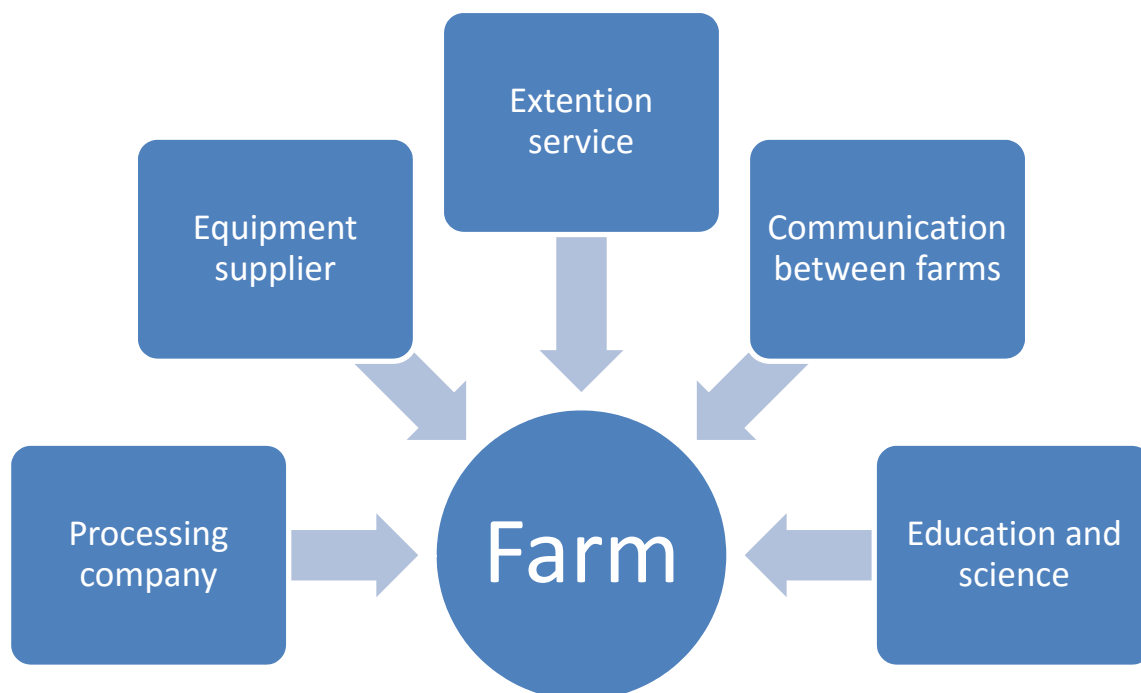 Extention
service
Equipment
supplier
Communication
between farms
Processing
company
Farm
Education and
science